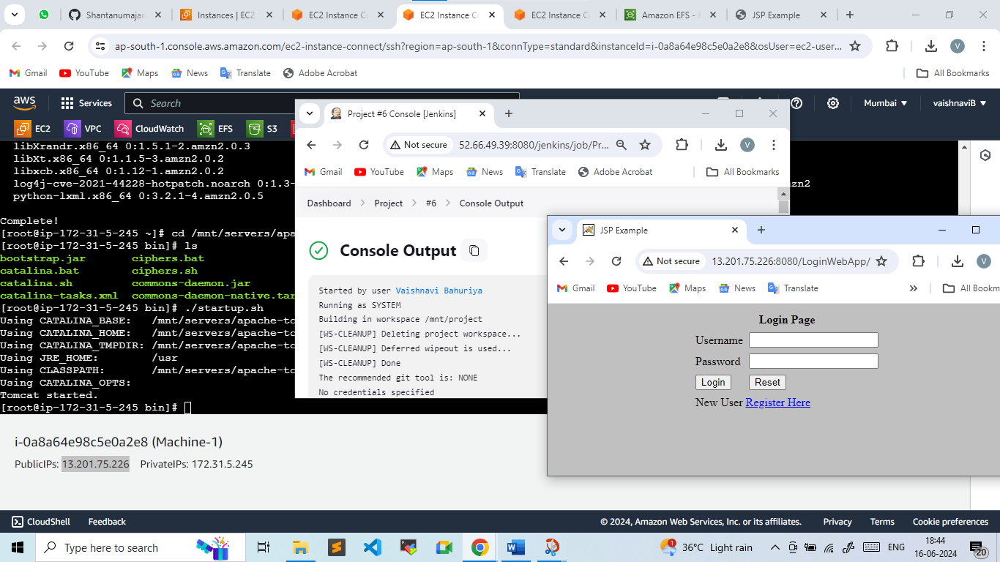 Shantanumajan
Instances | EC2
EC2 Instance Co
EC2 Instance Co
EC2 Instance Co
Amazon EFS - F
JSP Example
ap-south-1.console.aws.amazon.com/ec2-instance-connect/ssh?region=ap-south-1&connType=standard&instanceId=i-0a8a64e98c5e0a2e8&osUser=ec2-user...
Gmail YouTube Maps News Translate Adobe Acrobat All Bookmarks
aws Services Search Mumbai vaishnaviB
EC2 VPC CloudWatch EFS S3
libXrandr.x86_64 0:1.5.1-2.amzn2.0.3
libXt.x86_64 0:1.1.5-3.amzn2.0.2
libxcb.x86_64 0:1.12-1.amzn2.0.2
log4j-cve-2021-44228-hotpatch.noarch 0:1.3- mzn2
python-lxml.x86_64 0:3.2.1-4.amzn2.0.5
Complete!
[root@ip-172-31-5-245 ~]# cd /mnt/servers/apa
[root@ip-172-31-5-245 bin]# ls
bootstrap.jar ciphers.bat
catalina.bat ciphers.sh
catalina.sh commons-daemon.jar
catalina-tasks.xml commons-daemon-native.tar
[root@ip-172-31-5-245 bin]# ./startup.sh
Using CATALINA_BASE: /mnt/servers/apache-to
Using CATALINA_HOME: /mnt/servers/apache-to
Using CATALINA_TMPDIR: /mnt/servers/apache-to
Using JRE_HOME: /usr
Using CLASSPATH: /mnt/servers/apache-to
Using CATALINA_OPTS:
Tomcat started.
[root@ip-172-31-5-245 bin]#
i-0a8a64e98c5e0a2e8 (Machine-1)
PublicIPs: 13.201.75.226 PrivateIPs: 172.31.5.245
Project #6 Console [Jenkins]
Not secure 52.66.49.39:8080/jenkins/job/Pr...
V
Gmail YouTube Maps News Translate Adobe Acrobat All Bookmarks
Dashboard Project #6 Console Output
Console Output
Started by user Vaishnavi Bahuriya
Running as SYSTEM
Building in workspace /mnt/project
[WS-CLEANUP] Deleting project workspace...
[WS-CLEANUP] Deferred wipeout is used...
[WS-CLEANUP] Done
The recommended git tool is: NONE
No credentials specified
JSP Example
Not secure 13.201.75.226:8080/LoginWebApp/
V
Gmail YouTube Maps News Translate All Bookm
Login Page
Username
Password
Login Reset
New User Register Here
CloudShell Feedback © 2024, Amazon Web Services, Inc. or its affiliates. Privacy Terms Cookie preferences
Type here to search 36°C Light rain ENG 18:44
16-06-2024
20